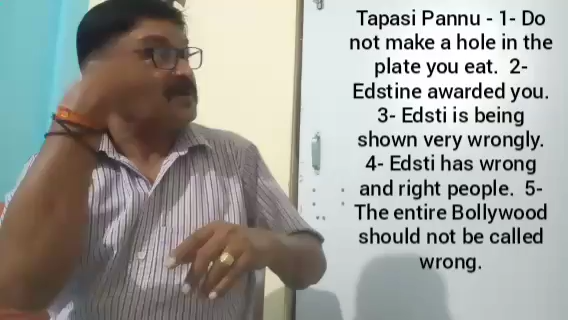 Tapasi Pannu - 1- Do
not make a hole in the
plate you eat.  2-
Edstine awarded you.
3- Edsti is being
shown very wrongly.
4- Edsti has wrong
and right people.  5-
The entire Bollywood
should not be called
wrong.